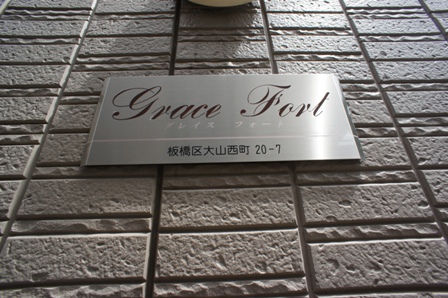 Grace Fort
グレイス フォート
板橋区大山西町 20-7